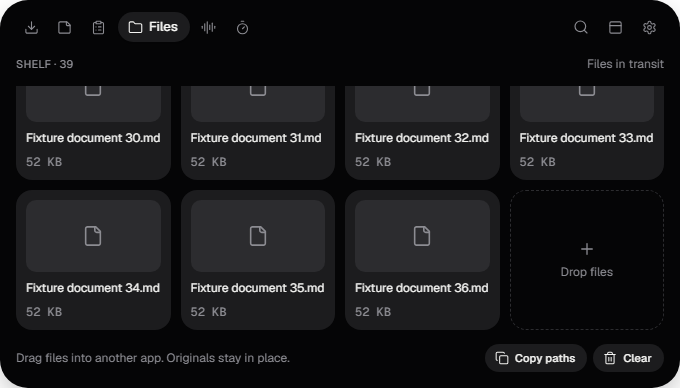 Files
SHELF · 39
Files in transit
Fixture document 30.md
52 KB
Fixture document 31.md
52 KB
Fixture document 32.md
52 KB
Fixture document 33.md
52 KB
Fixture document 34.md
52 KB
Fixture document 35.md
52 KB
Fixture document 36.md
52 KB
Drop files
Drag files into another app. Originals stay in place.
Copy paths
Clear